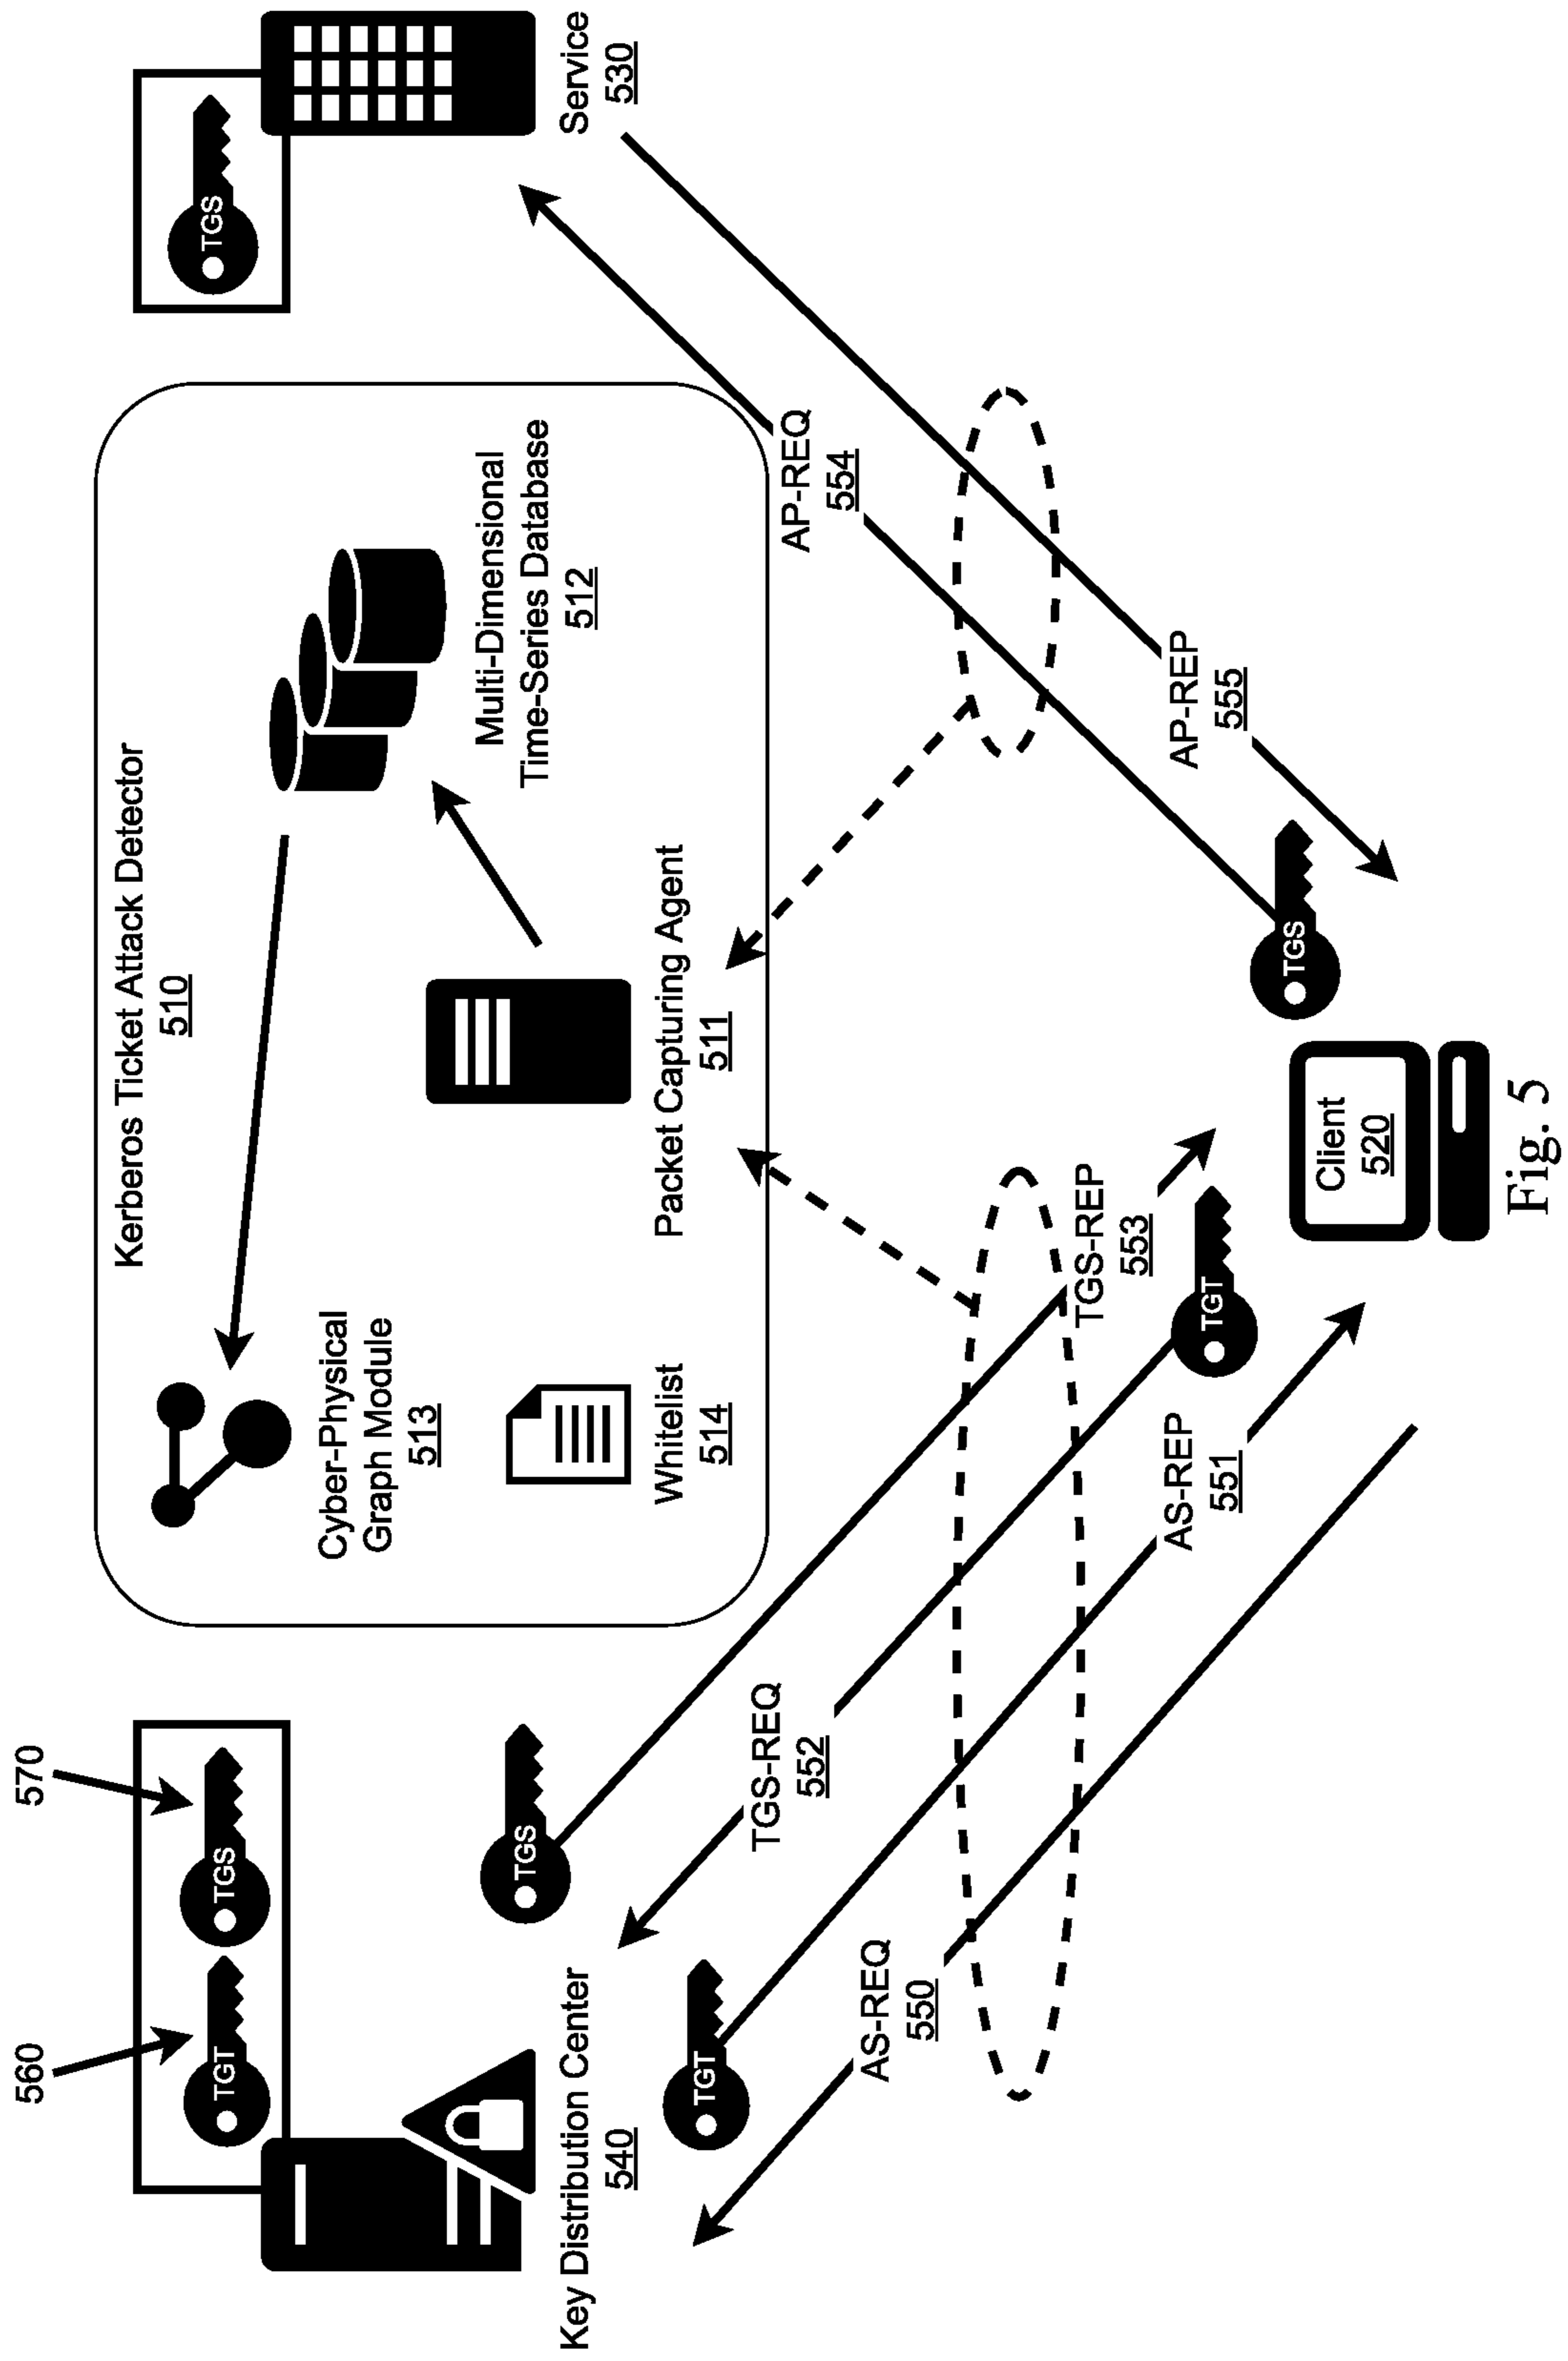 560
570
TGT
TGS
Key Distribution Center
540
Kerberos Ticket Attack Detector
510
Cyber-Physical
Graph Module
513
Whitelist
514
Packet Capturing Agent
511
Multi-Dimensional
Time-Series Database
512
TGS
Service
530
TGT
TGS
AS-REQ
550
TGS-REQ
552
AS-REP
551
TGS-REP
553
TGT
AP-REQ
554
AP-REP
555
TGS
Client
520
Fig. 5